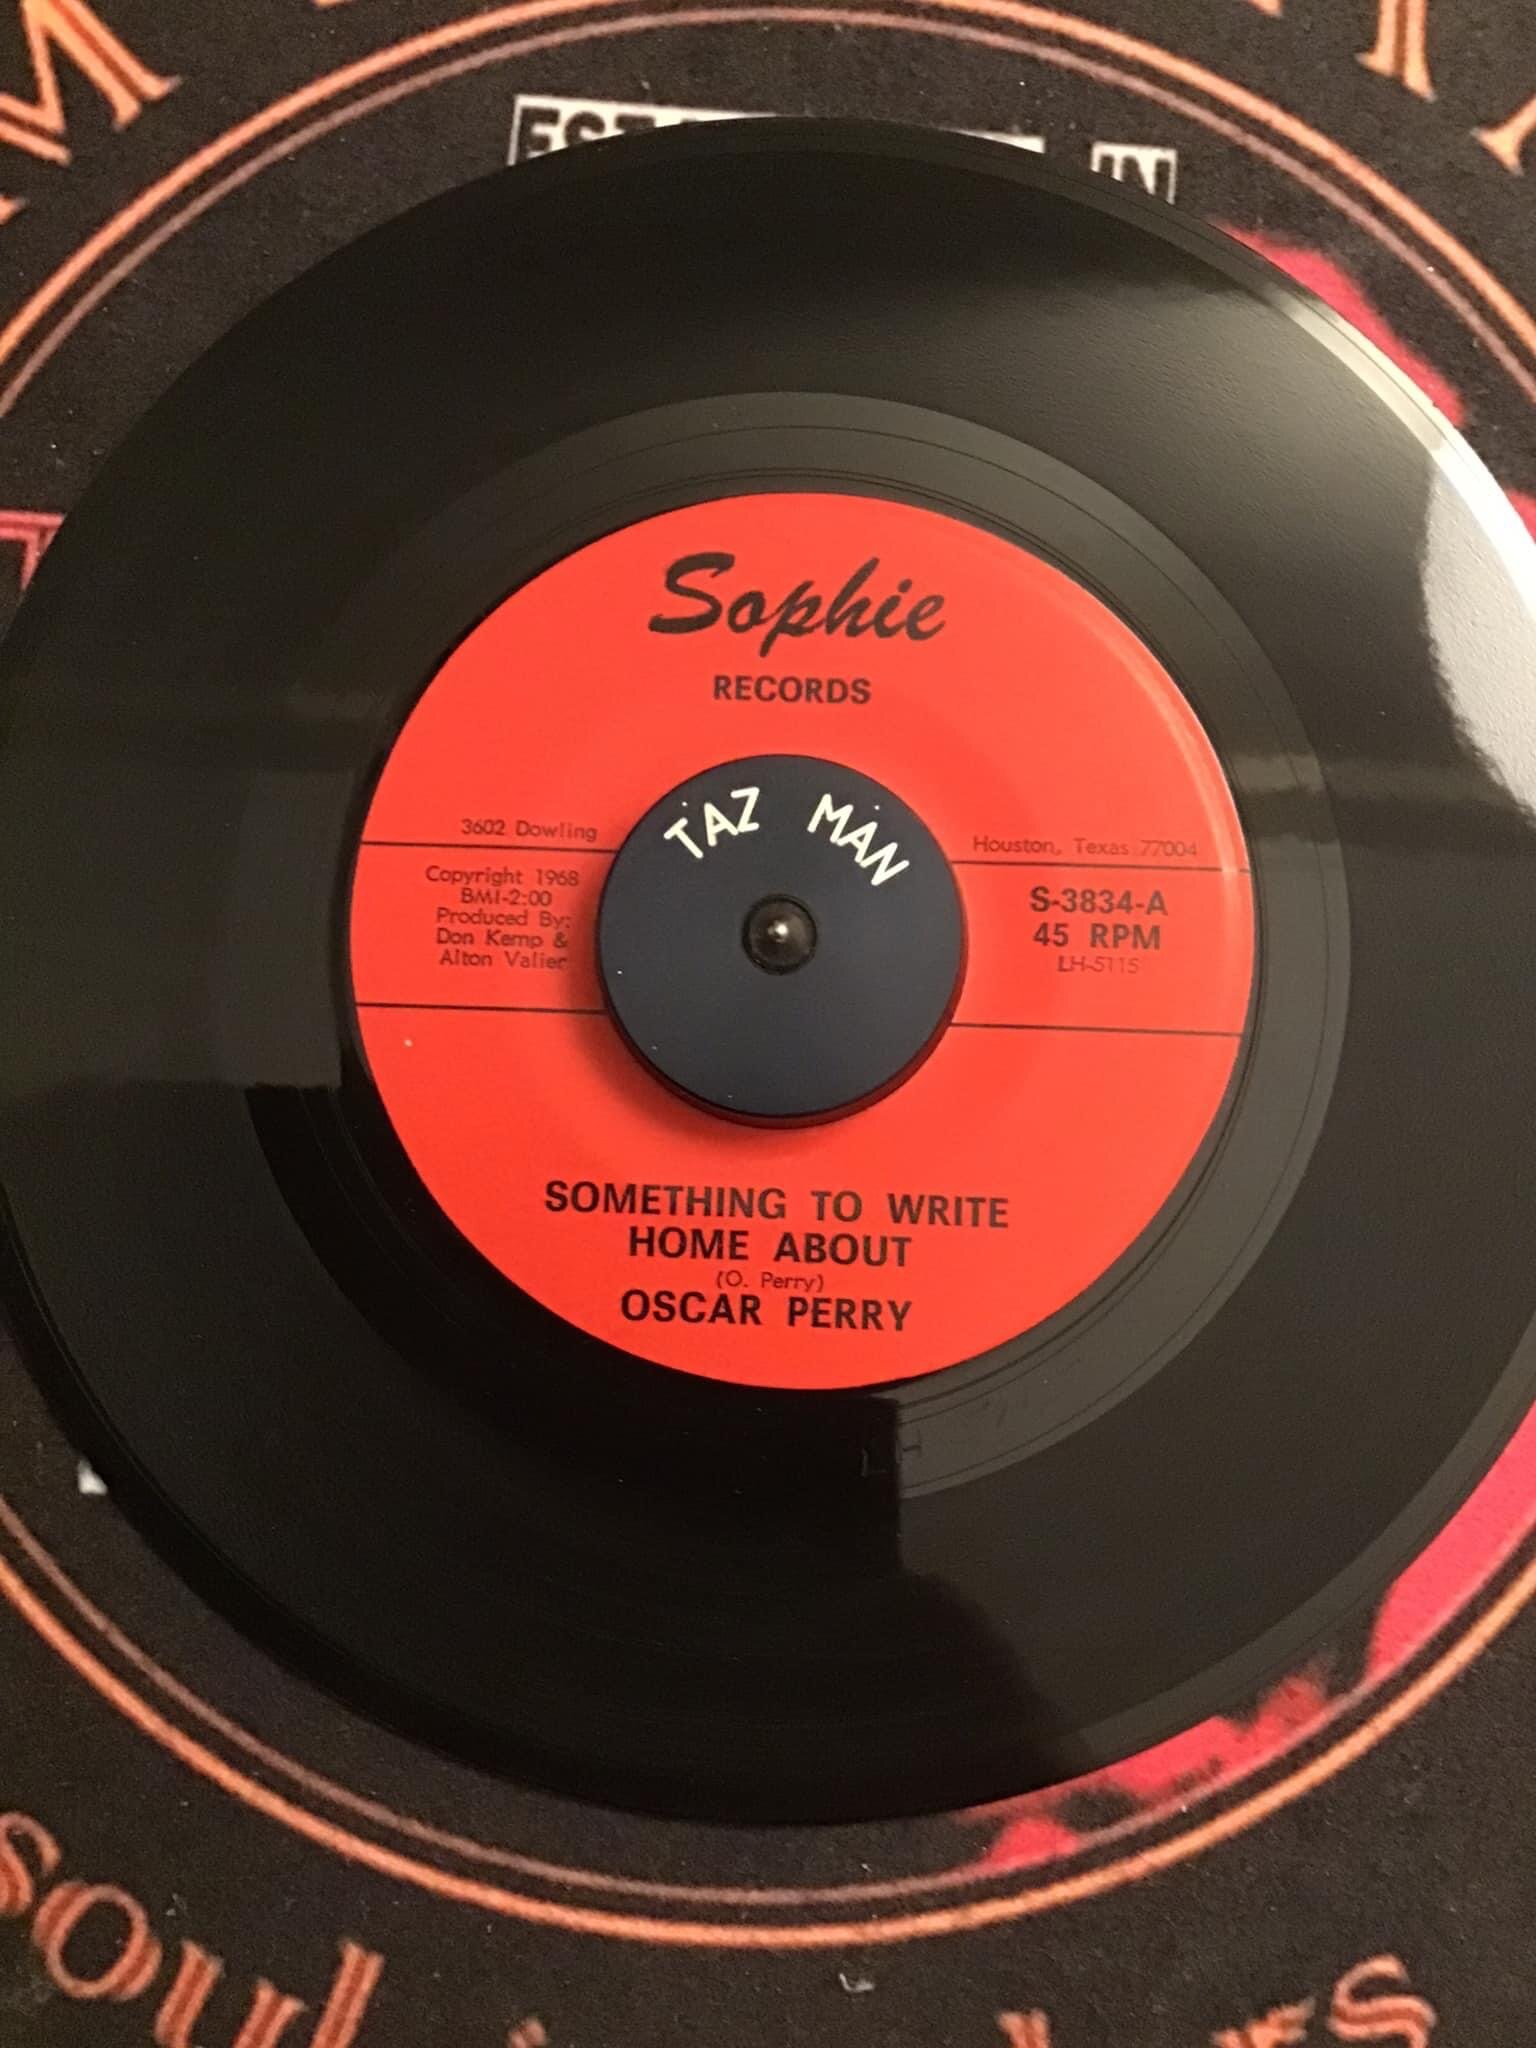 IN
Sophie
RECORDS
TAZ MAN
3602 Dowling
Houston, Texas 77004
Copyright 1968
BMI-2:00
Produced By:
Don Kemp &
Alton Valier
S-3834-A
45 RPM
LH-5115
SOMETHING TO WRITE
HOME ABOUT
(O. Perry)
OSCAR PERRY
soul